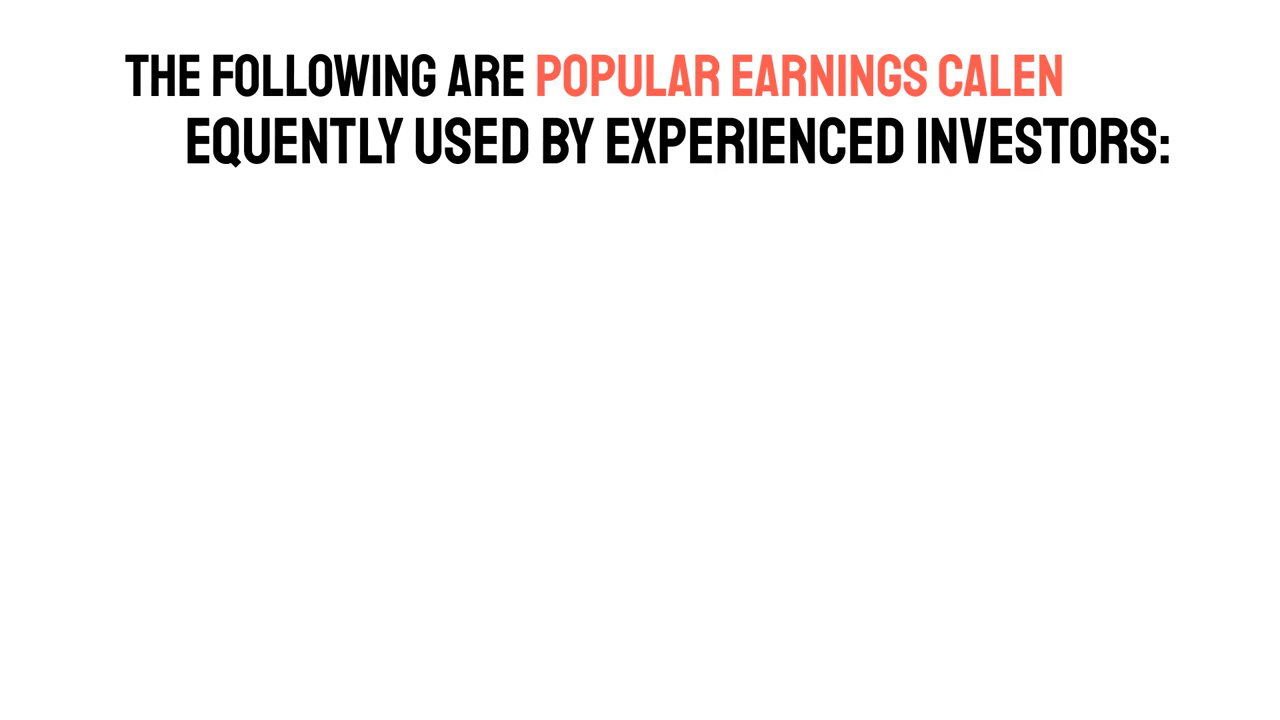 THE FOLLOWING ARE POPULAR EARNINGS CALEN
EQUENTLY USED BY EXPERIENCED INVESTORS: